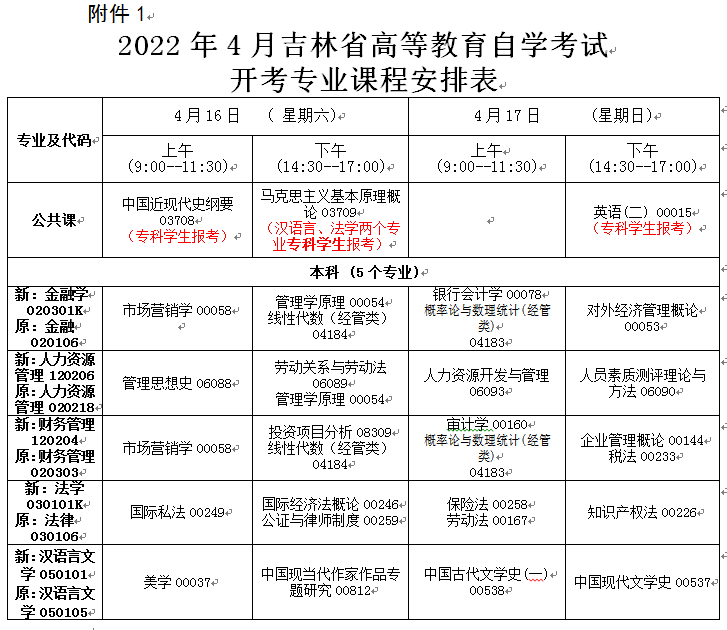 附件 1
2022 年 4 月吉林省高等教育自学考试
开考专业课程安排表
专业及代码
4 月 16 日 ( 星期六)
4 月 17 日 (星期日)
上午
(9:00--11:30)
下午
(14:30--17:00)
上午
(9:00--11:30)
下午
(14:30--17:00)
公共课
中国近现代史纲要
03708
(专科学生报考)
马克思主义基本原理概
论 03709
(汉语言、法学两个专
业专科学生报考)
英语(二) 00015
(专科学生报考)
本科 (5 个专业)
新: 金融学
020301K
原: 金融
020106
市场营销学 00058
管理学原理 00054
线性代数（经管类）
04184
银行会计学 00078
概率论与数理统计(经管
类)
04183
对外经济管理概论
00053
新:人力资源
管理 120206
原:人力资源
管理 020218
管理思想史 06088
劳动关系与劳动法
06089
管理学原理 00054
人力资源开发与管理
06093
人员素质测评理论与
方法 06090
新:财务管理
120204
原:财务管理
020303
市场营销学 00058
投资项目分析 08309
线性代数（经管类）
04184
审计学 00160
概率论与数理统计(经管
类)
04183
企业管理概论 00144
税法 00233
新: 法学
030101K
原: 法律
030106
国际私法 00249
国际经济法概论 00246
公证与律师制度 00259
保险法 00258
劳动法 00167
知识产权法 00226
新:汉语言文
学 050101
原:汉语言文
学 050105
美学 00037
中国现当代作家作品专
题研究 00812
中国古代文学史(一)
00538
中国现代文学史 00537